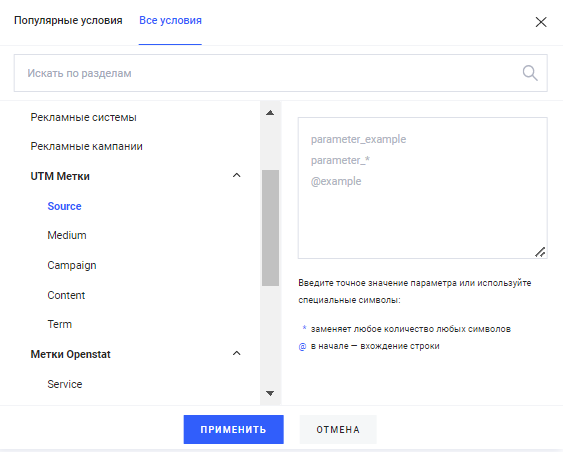 Популярные условия
Все условия
Искать по разделам
Рекламные системы
Рекламные кампании
UTM Метки
Source
Medium
Campaign
Content
Term
Метки Openstat
Service
parameter_example
parameter_*
@example
Введите точное значение параметра или используйте
специальные символы:
* заменяет любое количество любых символов
@ в начале — вхождение строки
ПРИМЕНИТЬ
ОТМЕНА